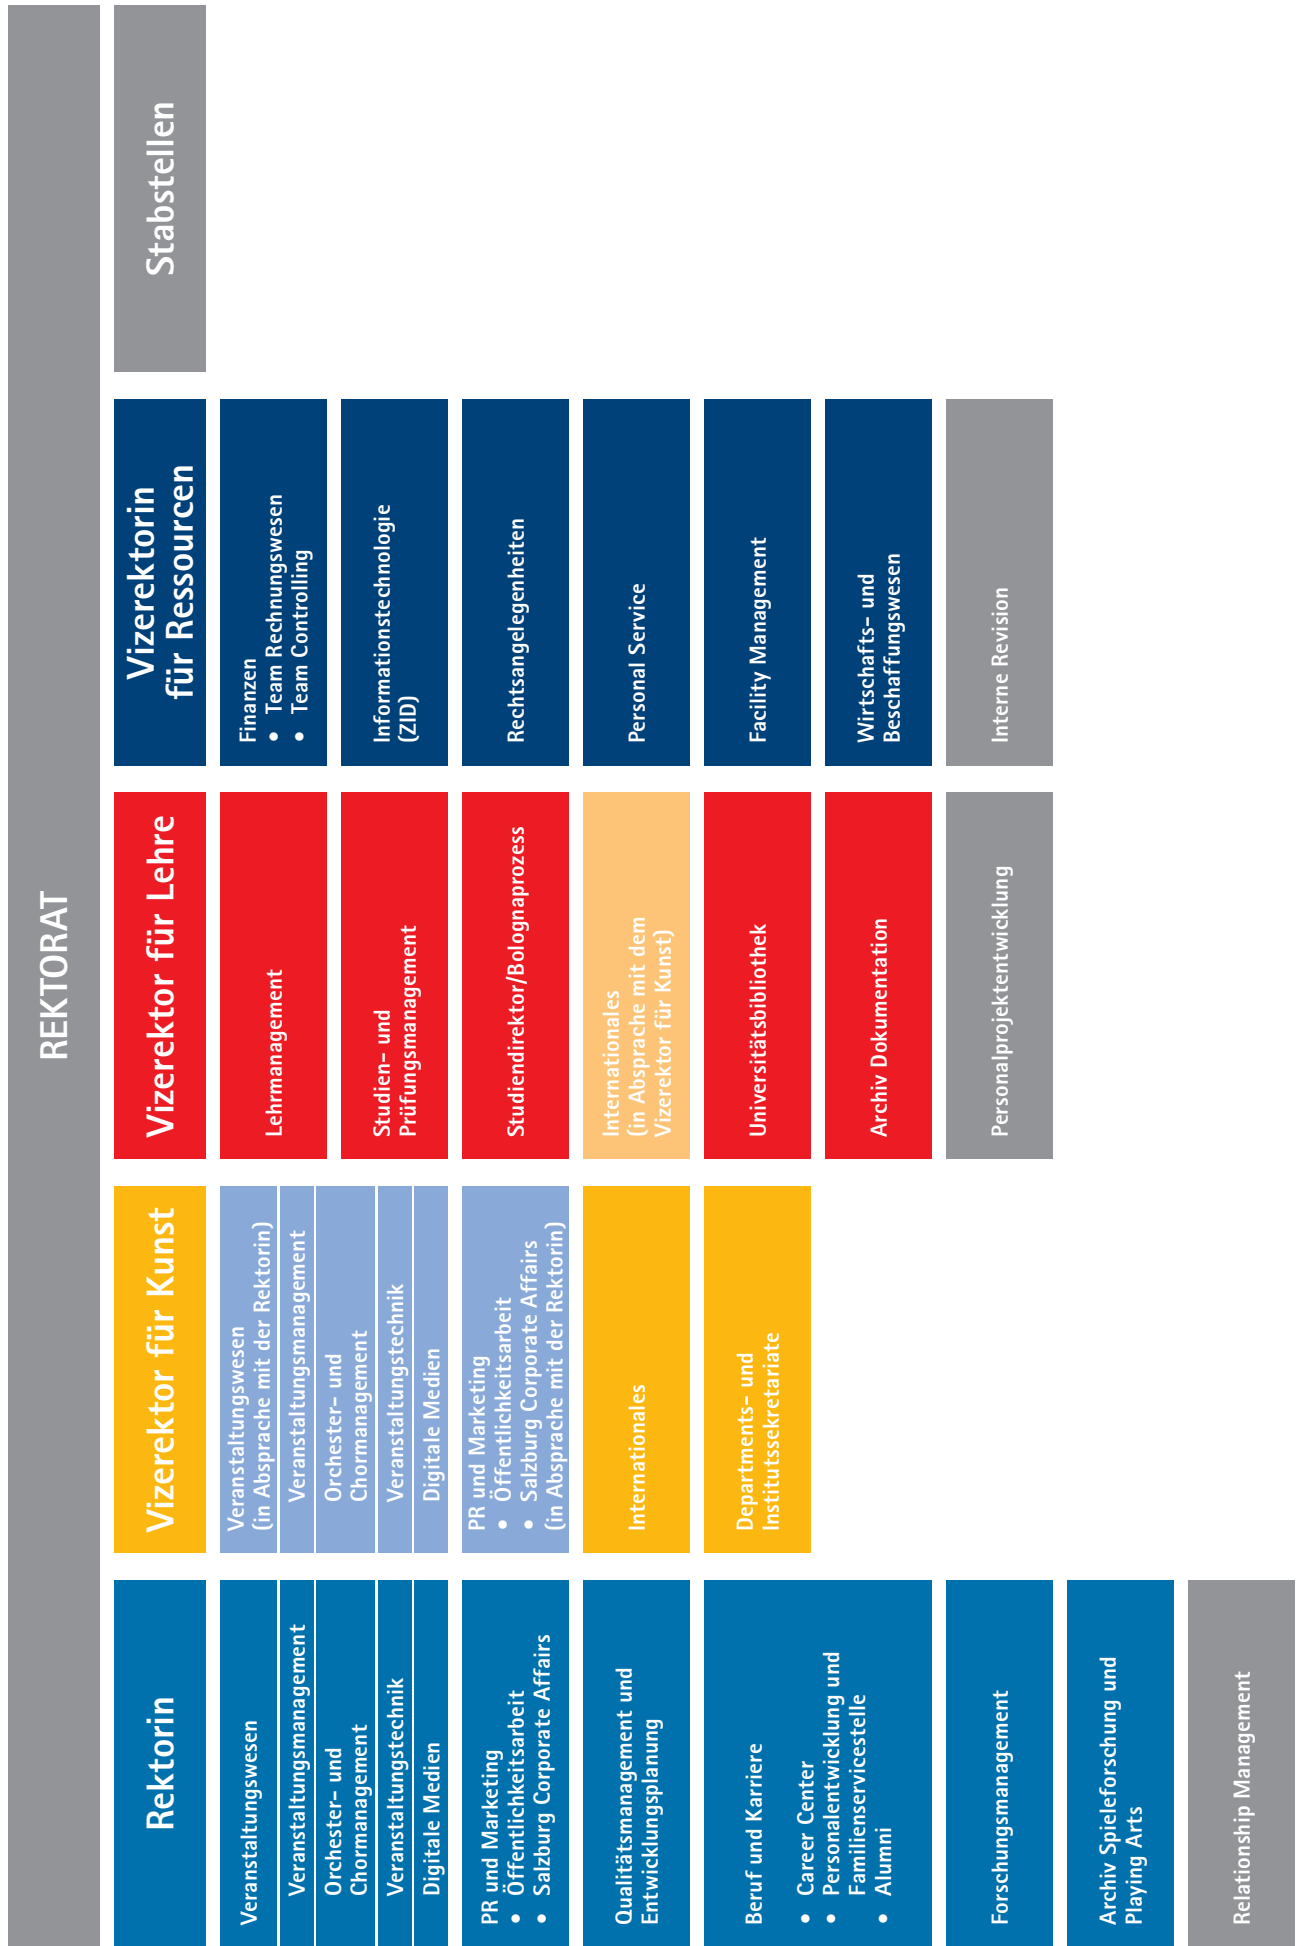 REKTORAT
Rektorin
Veranstaltungswesen
Veranstaltungsmanagement
Orchester- und
Chormanagement
Veranstaltungstechnik
Digitale Medien
PR und Marketing
• Öffentlichkeitsarbeit
• Salzburg Corporate Affairs
Qualitätsmanagement und
Entwicklungsplanung
Beruf und Karriere
• Career Center
• Personalentwicklung und
Familienservicestelle
• Alumni
Forschungsmanagement
Archiv Spieleforschung und
Playing Arts
Relationship Management
Vizerektor für Kunst
Veranstaltungswesen
(in Absprache mit der Rektorin)
Veranstaltungsmanagement
Orchester- und
Chormanagement
Veranstaltungstechnik
Digitale Medien
PR und Marketing
• Öffentlichkeitsarbeit
• Salzburg Corporate Affairs
(in Absprache mit der Rektorin)
Internationales
Departments- und
Institutssekretariate
Vizerektor für Lehre
Lehrmanagement
Studien- und
Prüfungsmanagement
Studiendirektor/Bolognaprozess
Internationales
(in Absprache mit dem
Vizerektor für Kunst)
Universitätsbibliothek
Archiv Dokumentation
Personalprojektentwicklung
Vizerektorin
für Ressourcen
Finanzen
• Team Rechnungswesen
• Team Controlling
Informationstechnologie
(ZID)
Rechtsangelegenheiten
Personal Service
Facility Management
Wirtschafts- und
Beschaffungswesen
Interne Revision
Stabstellen